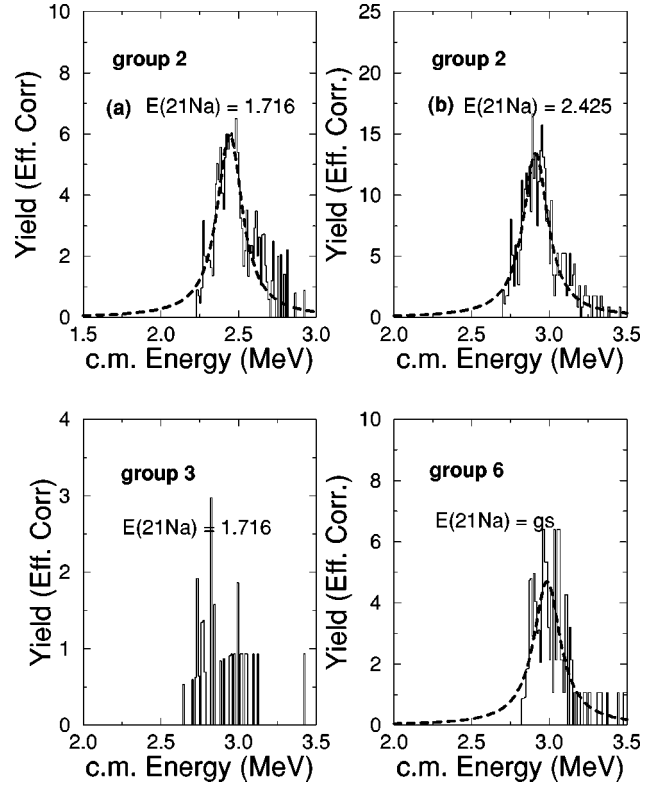 10
8
6
4
2
0
Yield (Eff. Corr)
group 2
(a) E(21Na) = 1.716
1.5 2.0 2.5 3.0
c.m. Energy (MeV)
25
20
15
10
5
0
Yield (Eff. Corr.)
group 2
(b) E(21Na) = 2.425
2.0 2.5 3.0 3.5
c.m. Energy (MeV)
4
3
2
1
0
Yield (Eff. Corr)
group 3
E(21Na) = 1.716
2.0 2.5 3.0 3.5
c.m. Energy (MeV)
10
8
6
4
2
0
Yield (Eff. Corr.)
group 6
E(21Na) = gs
2.0 2.5 3.0 3.5
c.m. Energy (MeV)